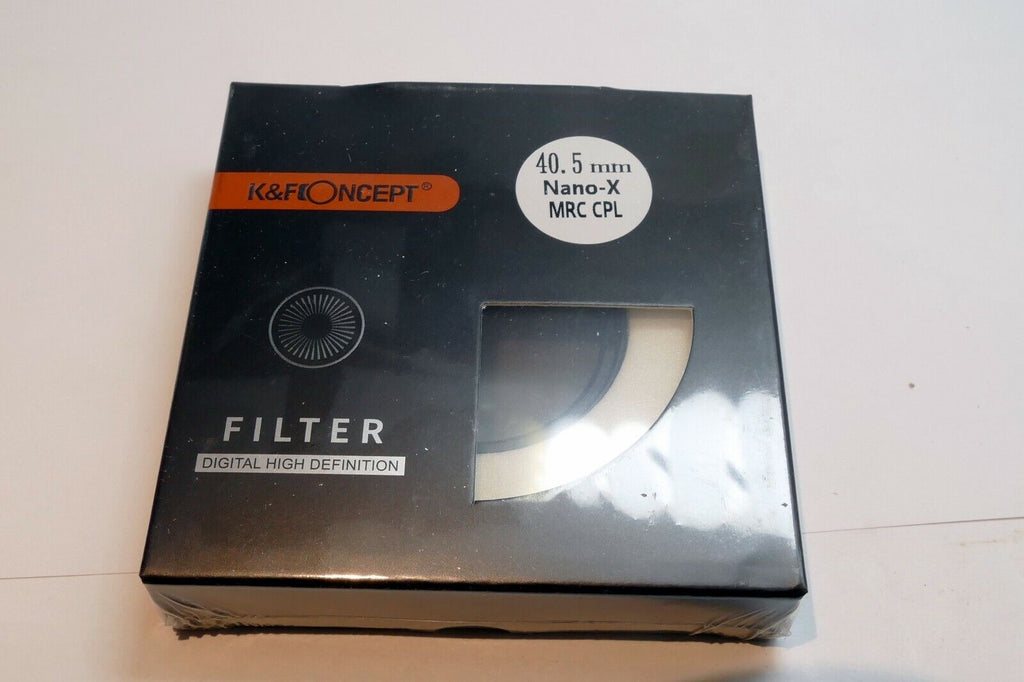 K&F CONCEPT®
40.5 mm
Nano-X
MRC CPL
FILTER
DIGITAL HIGH DEFINITION